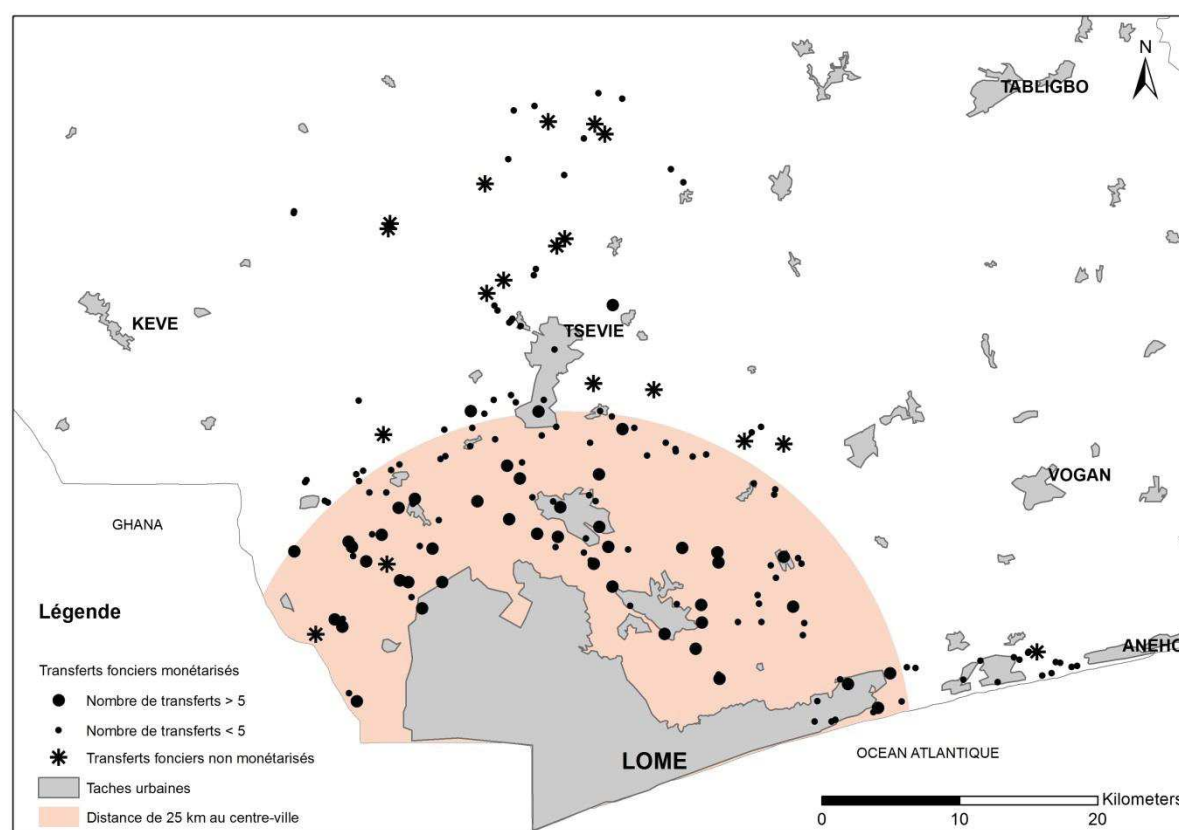 N
TABLIGBO
KEVE
TSEVIE
VOGAN
GHANA
ANEHO
LOME
OCEAN ATLANTIQUE
Légende
Transferts fonciers monétarisés
Nombre de transferts > 5
Nombre de transferts < 5
Transferts fonciers non monétarisés
Taches urbaines
Distance de 25 km au centre-ville
Kilometers
0 10 20